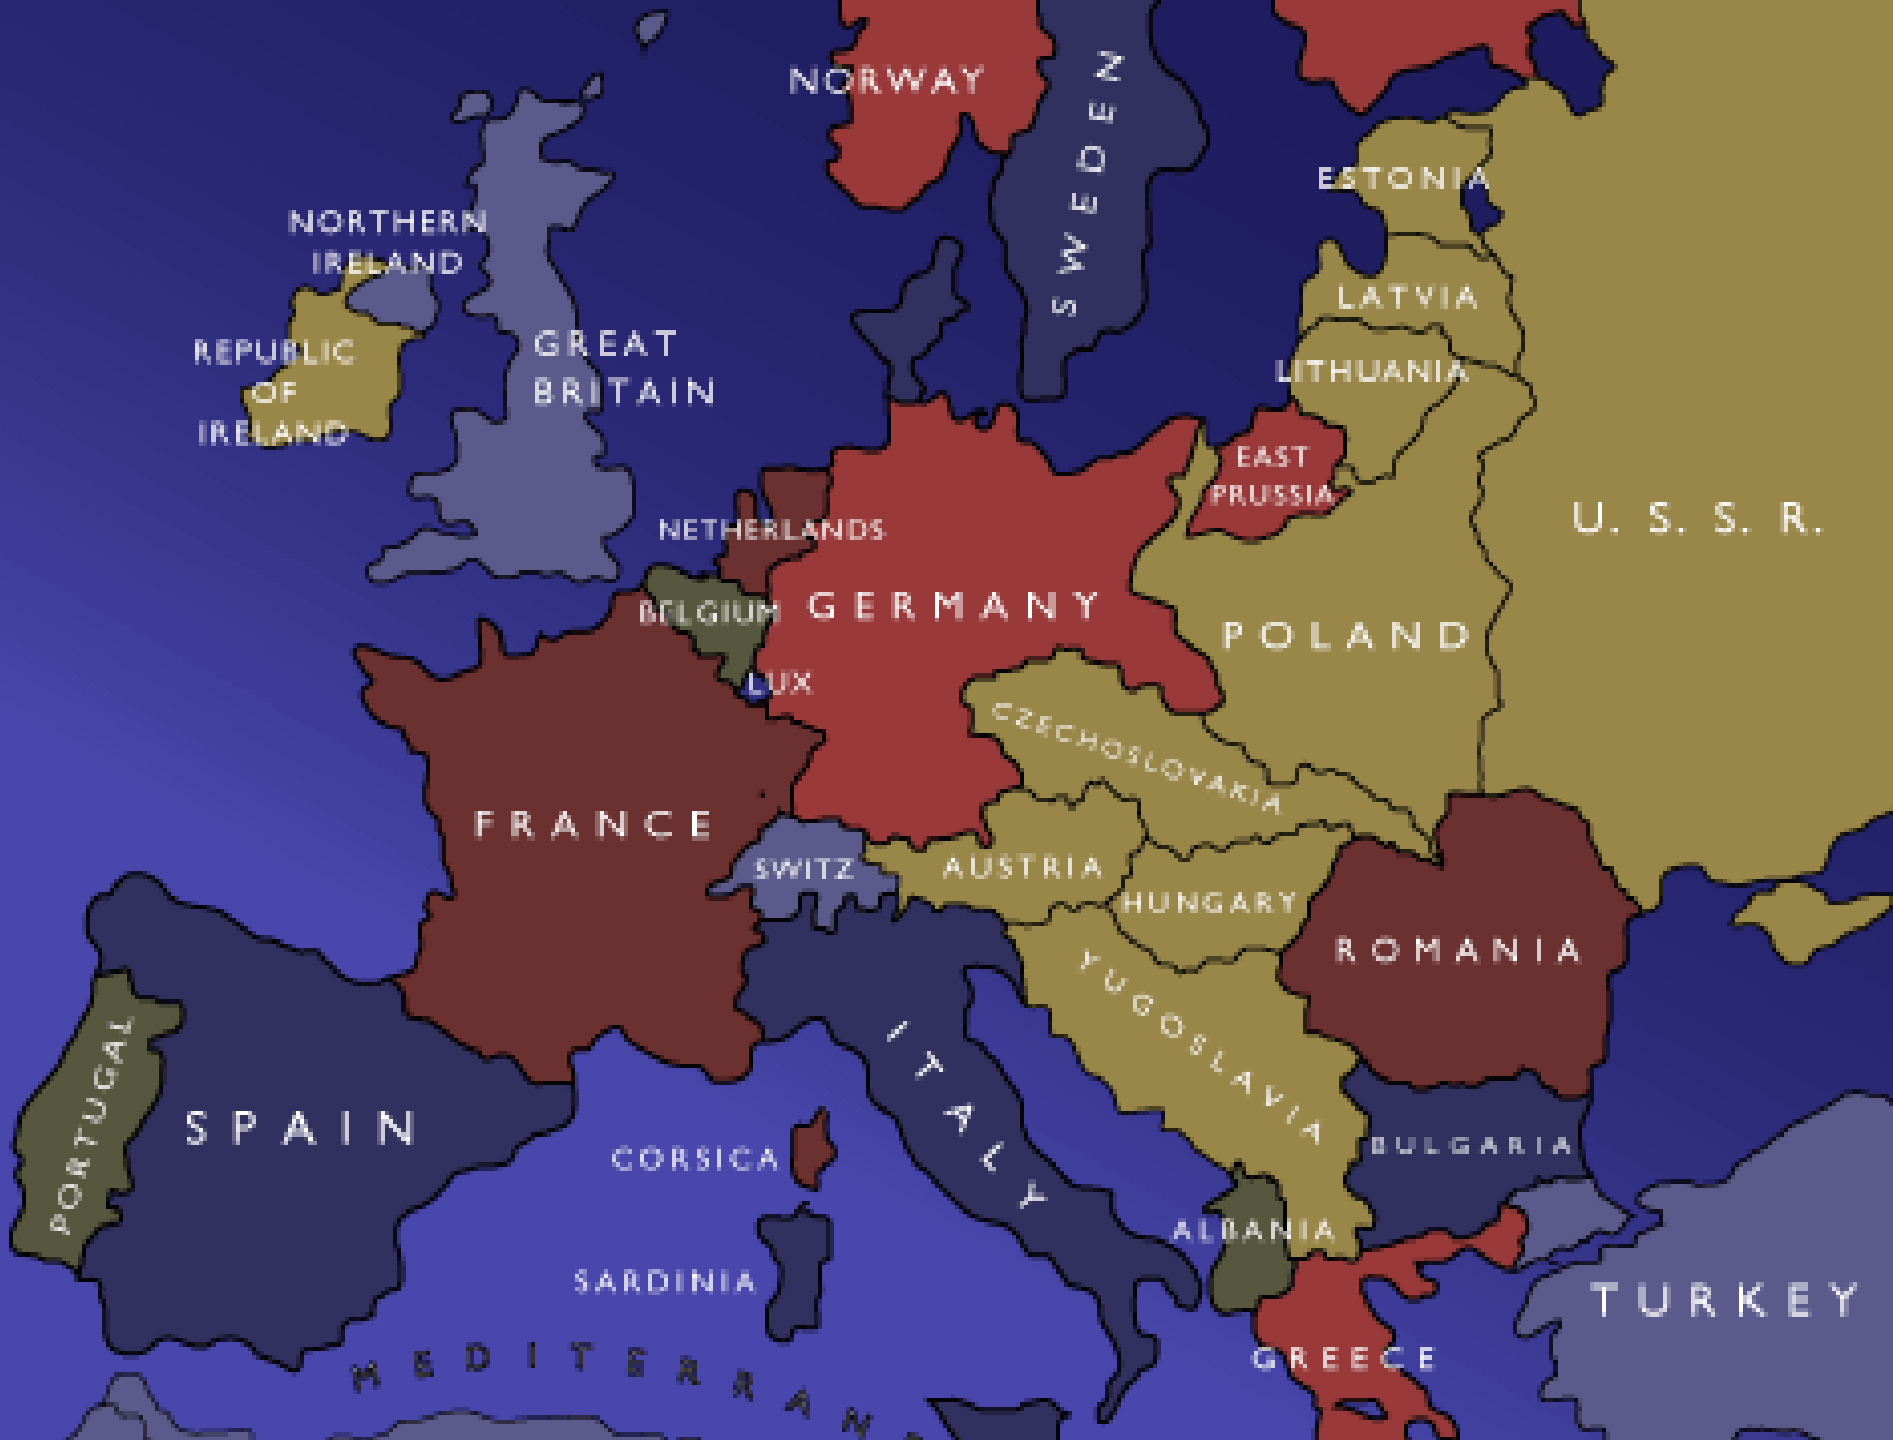 NORWAY
SWEDEN
ESTONIA
NORTHERN
IRELAND
LATVIA
REPUBLIC
OF
IRELAND
GREAT
BRITAIN
LITHUANIA
EAST
PRUSSIA
U. S. S. R.
NETHERLANDS
BELGIUM
GERMANY
POLAND
LUX
CZECHOSLOVAKIA
FRANCE
SWITZ
AUSTRIA
HUNGARY
ROMANIA
YUGOSLAVIA
PORTUGAL
SPAIN
ITALY
CORSICA
BULGARIA
ALBANIA
SARDINIA
TURKEY
GREECE
MEDITERRAN